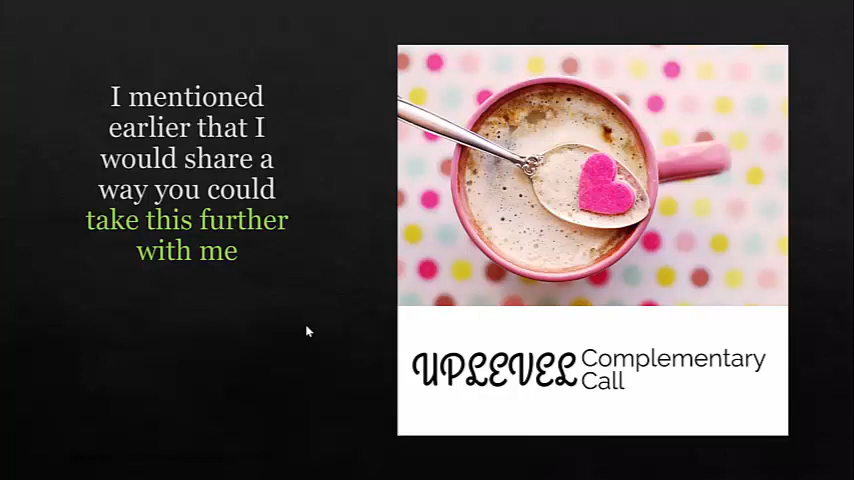 I mentioned
earlier that I
would share a
way you could
take this further
with me
UPLEVEL Complementary
Call